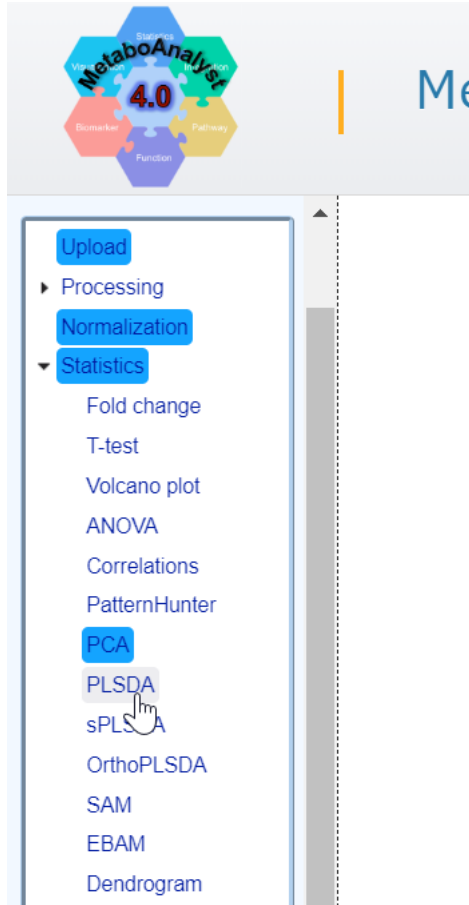 Statistics
MetaboAnalyst
4.0
Biomarker
Pathway
Function
Me
Upload
Processing
Normalization
Statistics
Fold change
T-test
Volcano plot
ANOVA
Correlations
PatternHunter
PCA
PLSDA
OrthoPLSDA
SAM
EBAM
Dendrogram